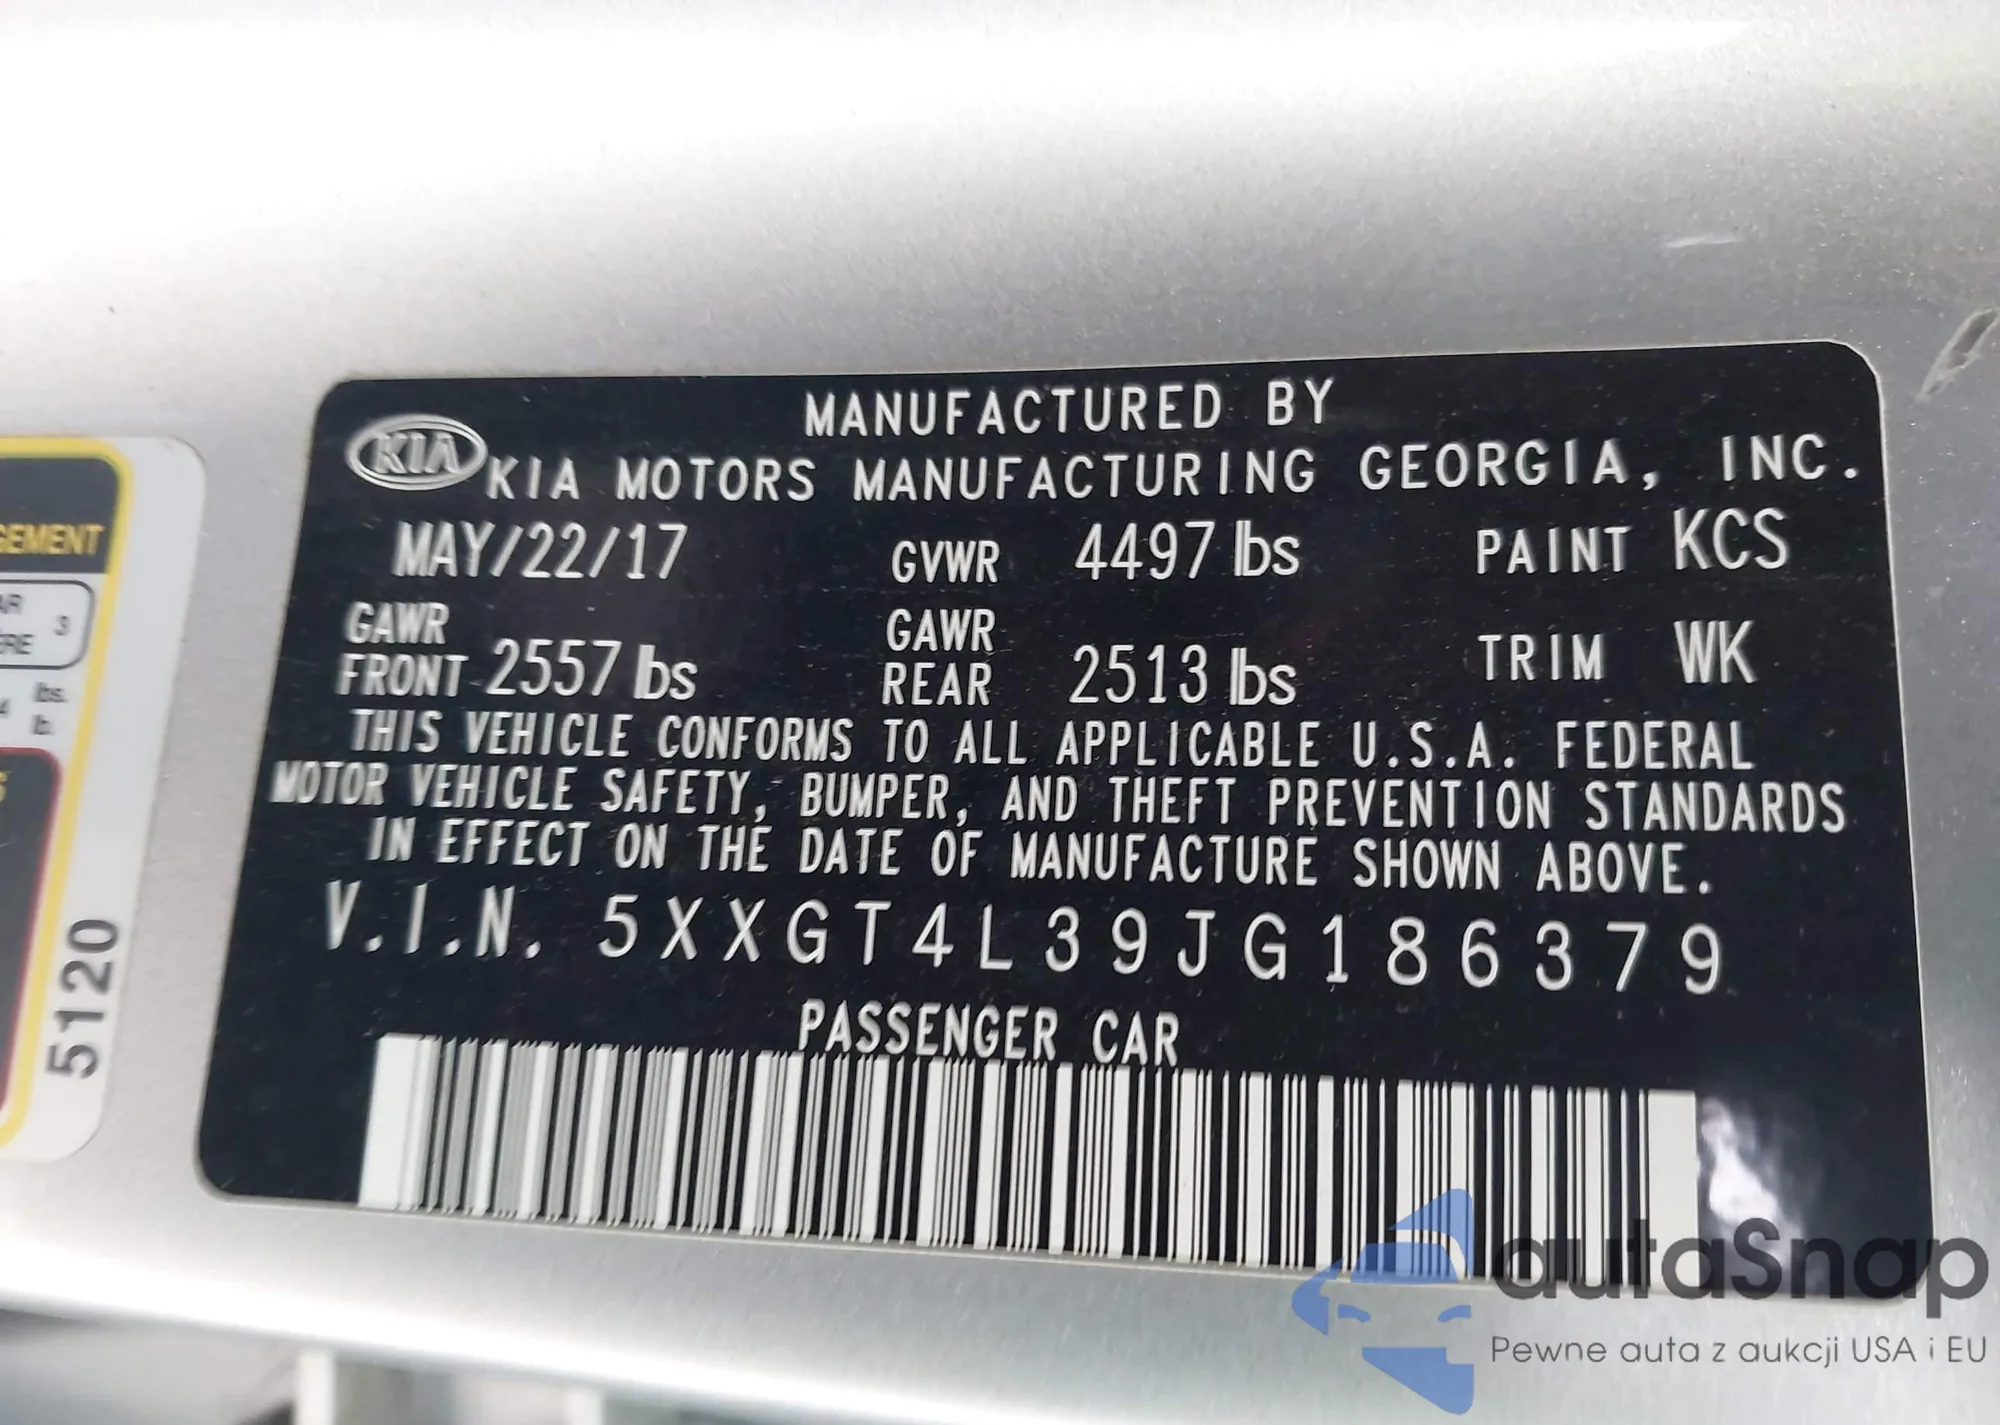 MANUFACTURED BY
KIA KIA MOTORS MANUFACTURING GEORGIA, INC.
MAY/22/17 GVWR 4497 lbs PAINT KCS
GAWR FRONT 2557 lbs GAWR REAR 2513 lbs TRIM WK
THIS VEHICLE CONFORMS TO ALL APPLICABLE U.S.A. FEDERAL
MOTOR VEHICLE SAFETY, BUMPER, AND THEFT PREVENTION STANDARDS
IN EFFECT ON THE DATE OF MANUFACTURE SHOWN ABOVE.
V.I.N. 5XXGT4L39JG186379
PASSENGER CAR
3
lbs.
lb.
5120
autaSnap
Pewne auta z aukcji USA i EU